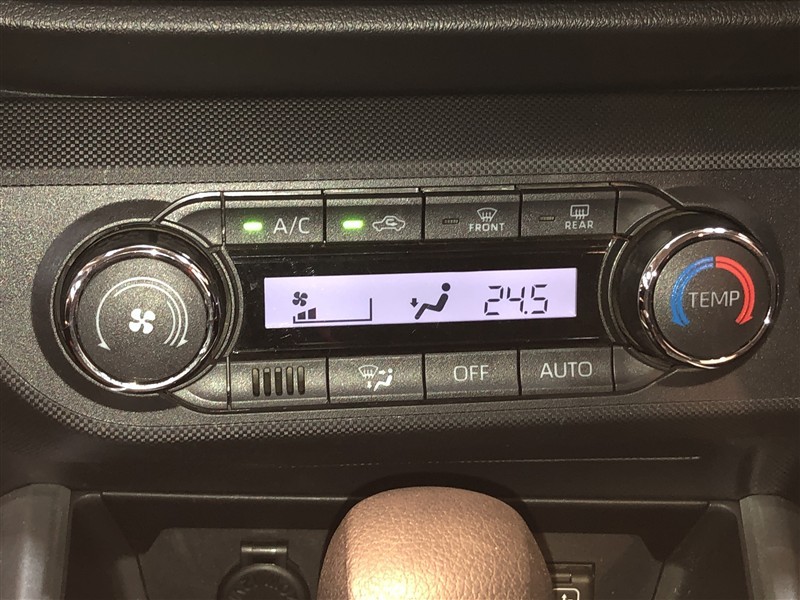 A/C
FRONT
REAR
24.5
TEMP
OFF
AUTO